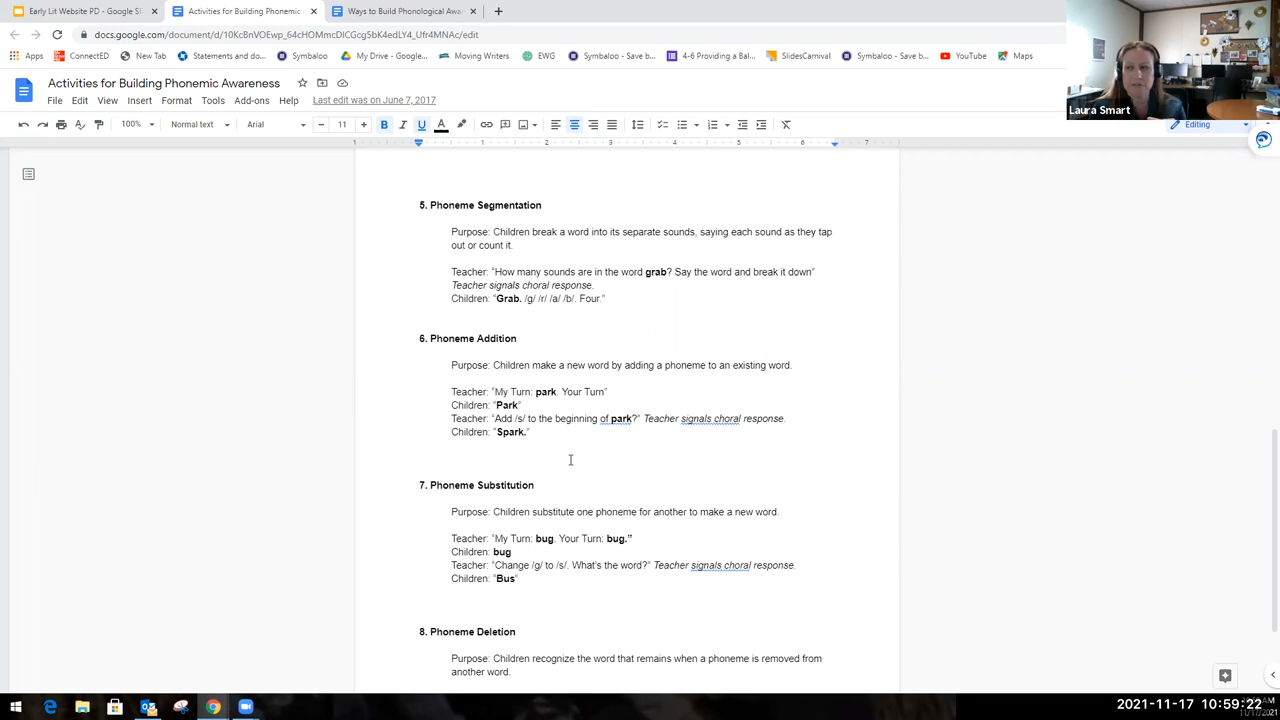 Early Lit Website PD - Google Sl
Activities for Building Phonemic
Ways to Build Phonological Awa
docs.google.com/document/d/10KcBnVOEwp_64cHOMmcDICGcg5bK4edLY4_Ufr4MNAc/edit
Apps ConnectED New Tab Statements and do... Symbaloo My Drive - Google... Moving Writers EWG Symbaloo - Save b... 4-6 Providing a Bal... SlidesCarnival Symbaloo - Save b... YouTube Maps
Laura Smart
Activities for Building Phonemic Awareness
File Edit View Insert Format Tools Add-ons Help Last edit was on June 7, 2017
100% Normal text Arial 11 Editing
1 1 2 3 4 5 6 7
5. Phoneme Segmentation
Purpose: Children break a word into its separate sounds, saying each sound as they tap
out or count it.
Teacher: “How many sounds are in the word grab? Say the word and break it down”
Teacher signals choral response.
Children: “Grab. /g/ /r/ /a/ /b/. Four.”
6. Phoneme Addition
Purpose: Children make a new word by adding a phoneme to an existing word.
Teacher: “My Turn: park. Your Turn”
Children: “Park”
Teacher: “Add /s/ to the beginning of park?” Teacher signals choral response.
Children: “Spark.”
7. Phoneme Substitution
Purpose: Children substitute one phoneme for another to make a new word.
Teacher: “My Turn: bug. Your Turn: bug.”
Children: bug
Teacher: “Change /g/ to /s/. What’s the word?” Teacher signals choral response.
Children: “Bus”
8. Phoneme Deletion
Purpose: Children recognize the word that remains when a phoneme is removed from
another word.
2021-11-17 10:59:22